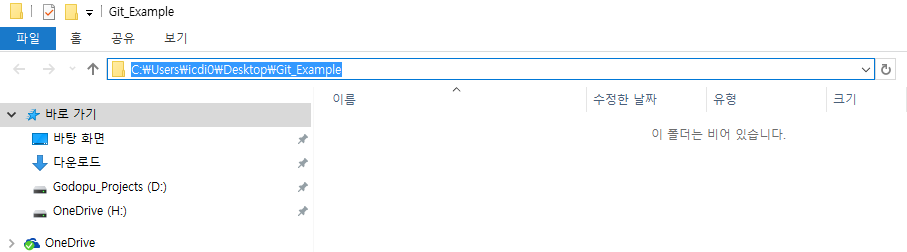 Git_Example
파일 홈 공유 보기
C:₩Users₩icdi0₩Desktop₩Git_Example
이름 수정한 날짜 유형 크기
바로 가기
이 폴더는 비어 있습니다.
바탕 화면
다운로드
Godopu_Projects (D:)
OneDrive (H:)
OneDrive